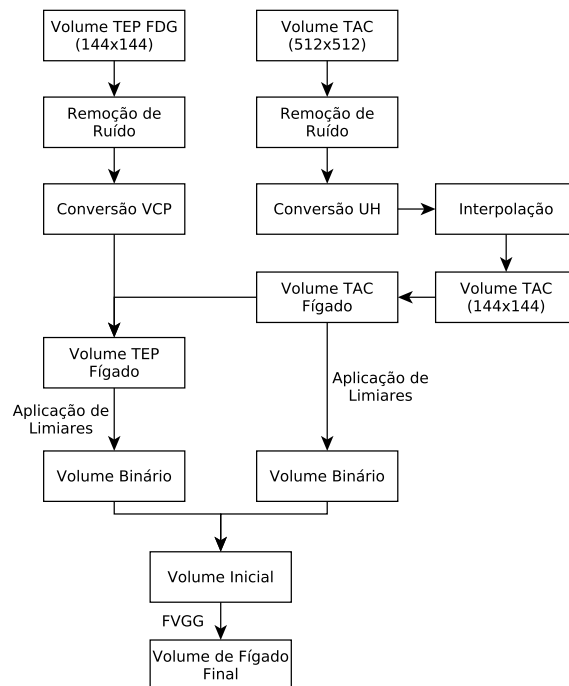 Volume TEP FDG
(144x144)
Volume TAC
(512x512)
Remoção de
Ruído
Remoção de
Ruído
Conversão VCP
Conversão UH
Interpolação
Volume TAC
Fígado
Volume TAC
(144x144)
Volume TEP
Fígado
Aplicação de
Limiares
Aplicação de
Limiares
Volume Binário
Volume Binário
Volume Inicial
FVGG
Volume de Fígado
Final